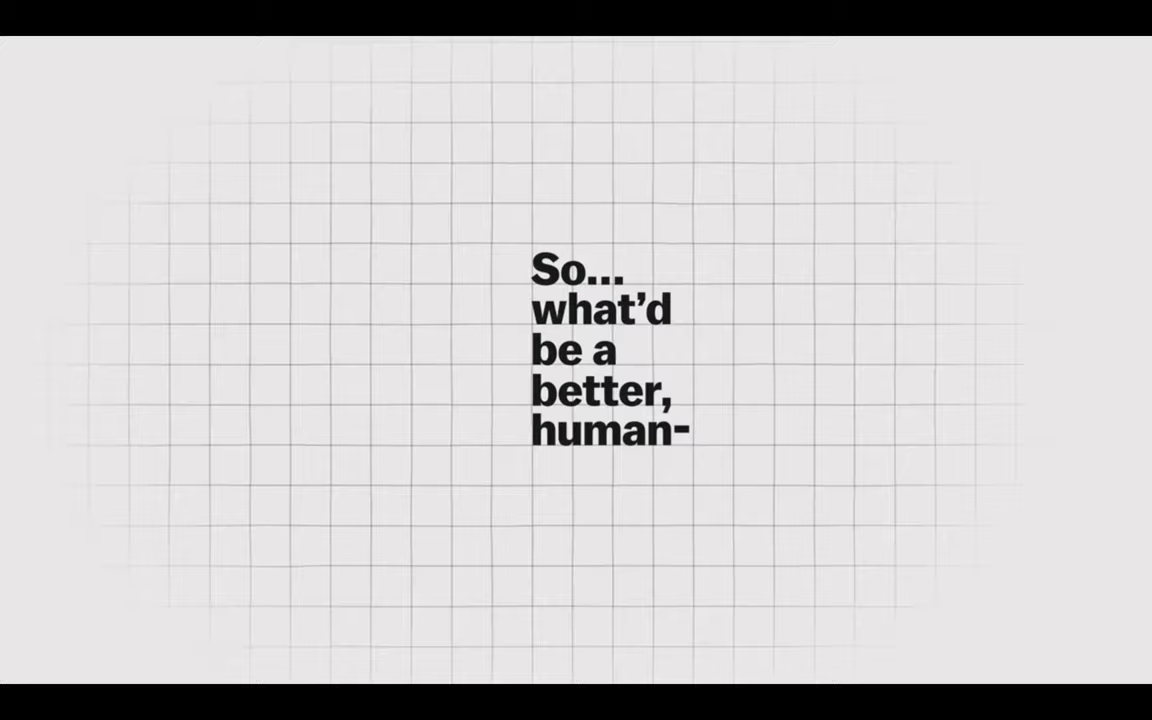 So...
what’d
be a
better,
human-